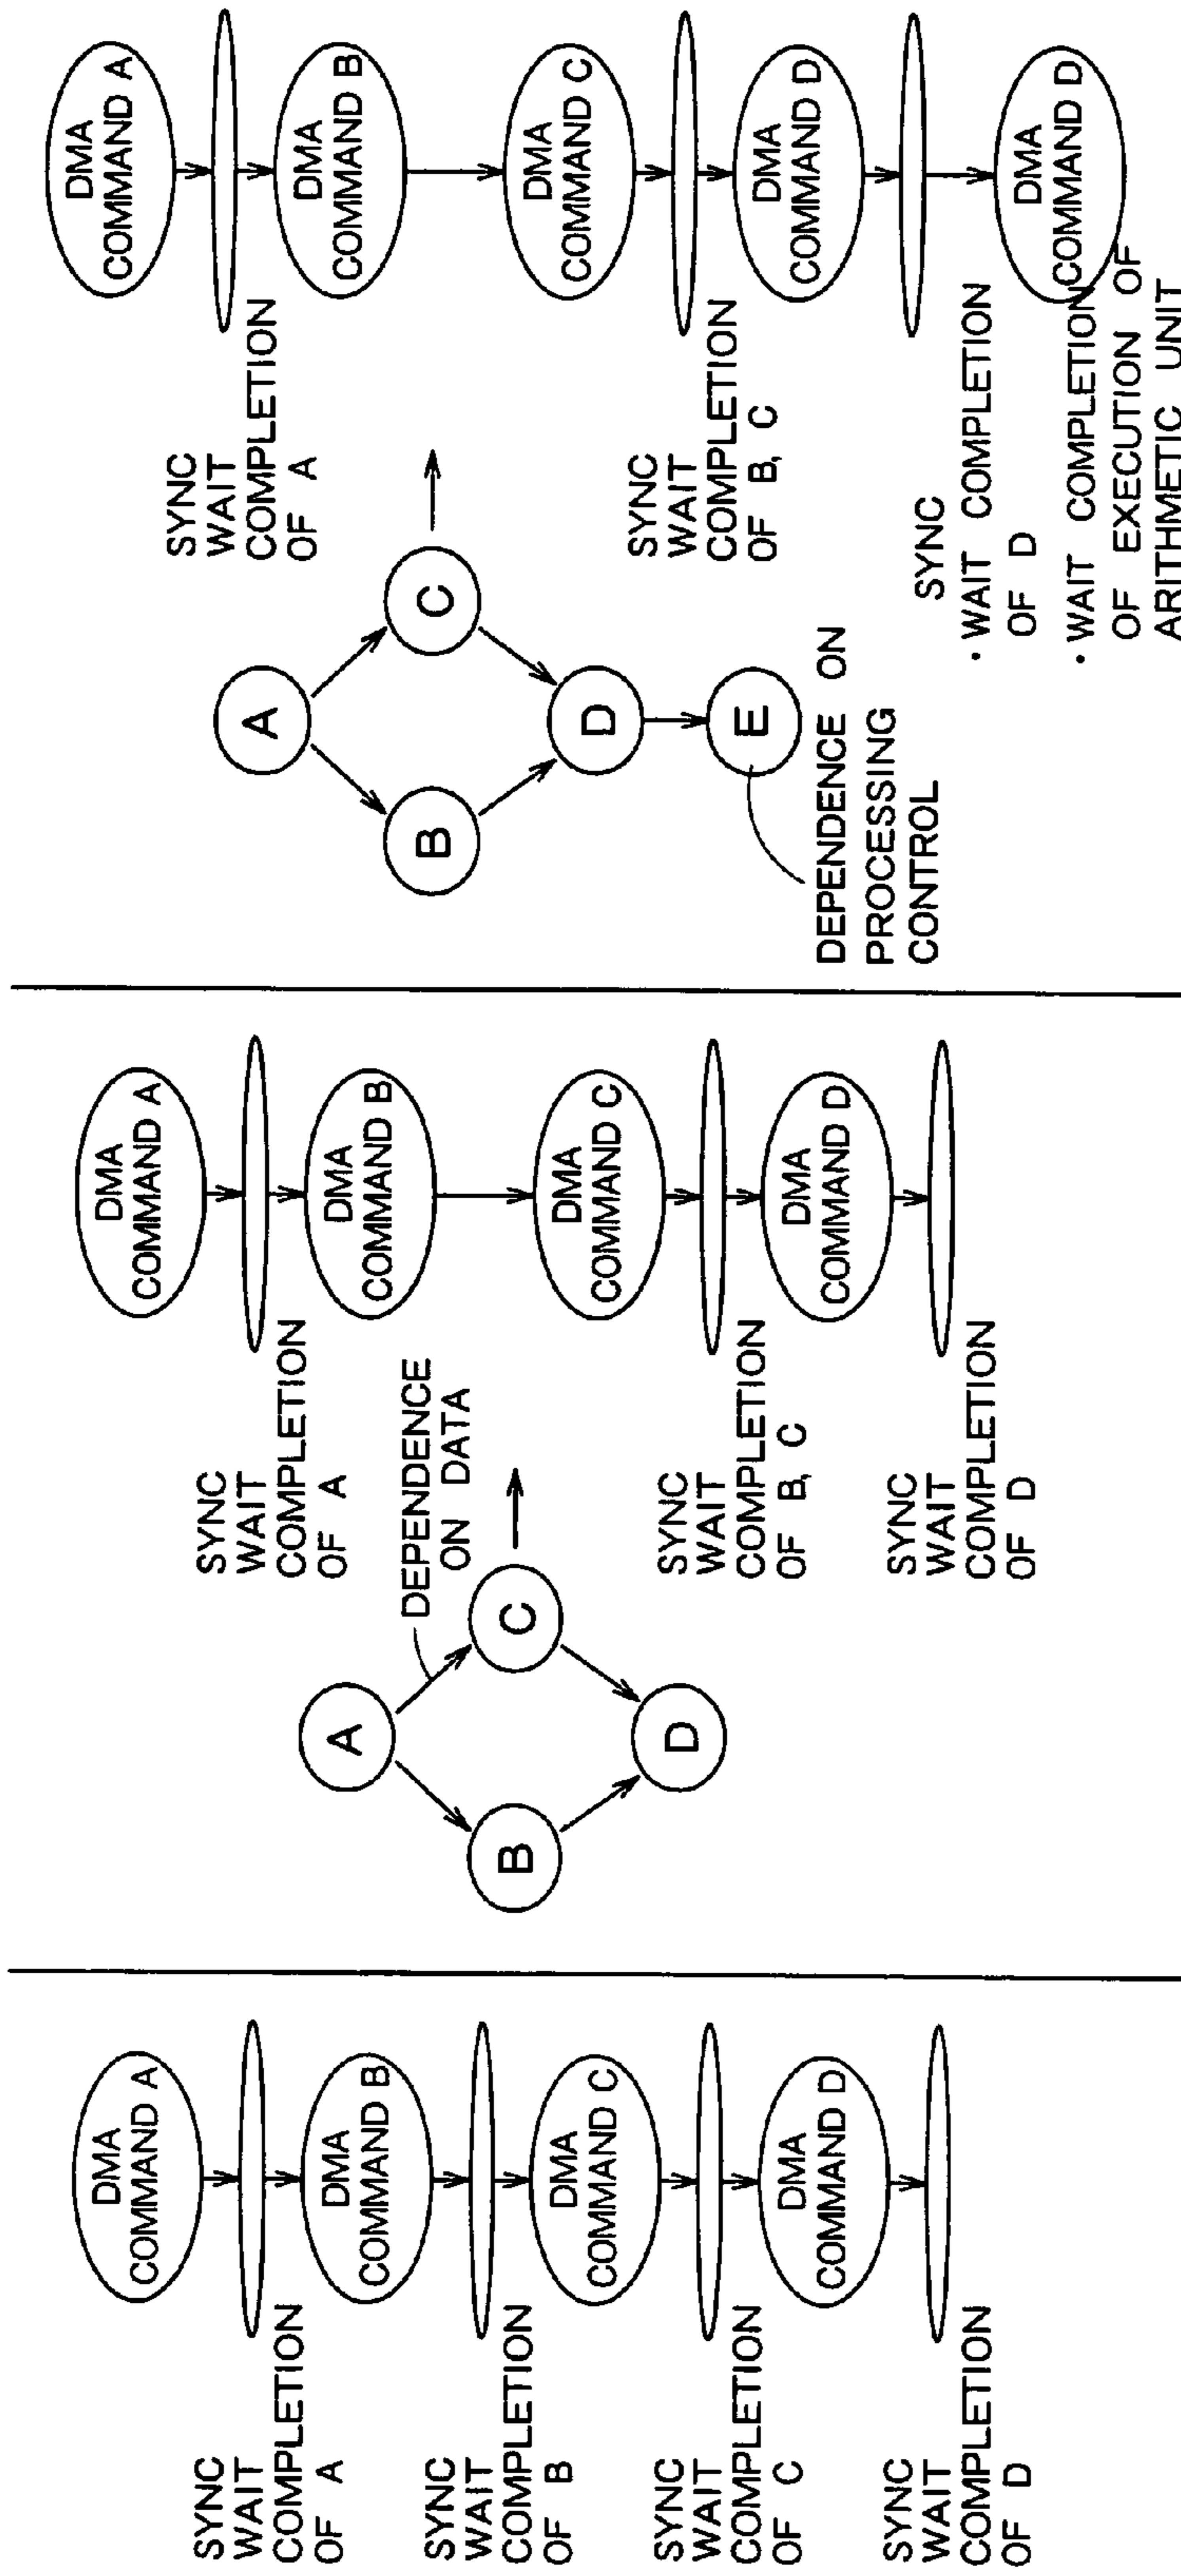 DMA
COMMAND A
SYNC
WAIT
COMPLETION
OF A
DMA
COMMAND B
SYNC
WAIT
COMPLETION
OF B
DMA
COMMAND C
SYNC
WAIT
COMPLETION
OF C
DMA
COMMAND D
SYNC
WAIT
COMPLETION
OF D
A
B
C
D
DEPENDENCE
ON DATA
DMA
COMMAND A
SYNC
WAIT
COMPLETION
OF A
DMA
COMMAND B
DMA
COMMAND C
SYNC
WAIT
COMPLETION
OF B, C
DMA
COMMAND D
SYNC
WAIT
COMPLETION
OF D
A
B
C
D
E
DEPENDENCE ON
PROCESSING
CONTROL
DMA
COMMAND A
SYNC
WAIT
COMPLETION
OF A
DMA
COMMAND B
DMA
COMMAND C
SYNC
WAIT
COMPLETION
OF B, C
DMA
COMMAND D
SYNC
・WAIT COMPLETION
OF D
・WAIT COMPLETION
OF EXECUTION OF
ARITHMETIC UNIT
DMA
COMMAND D